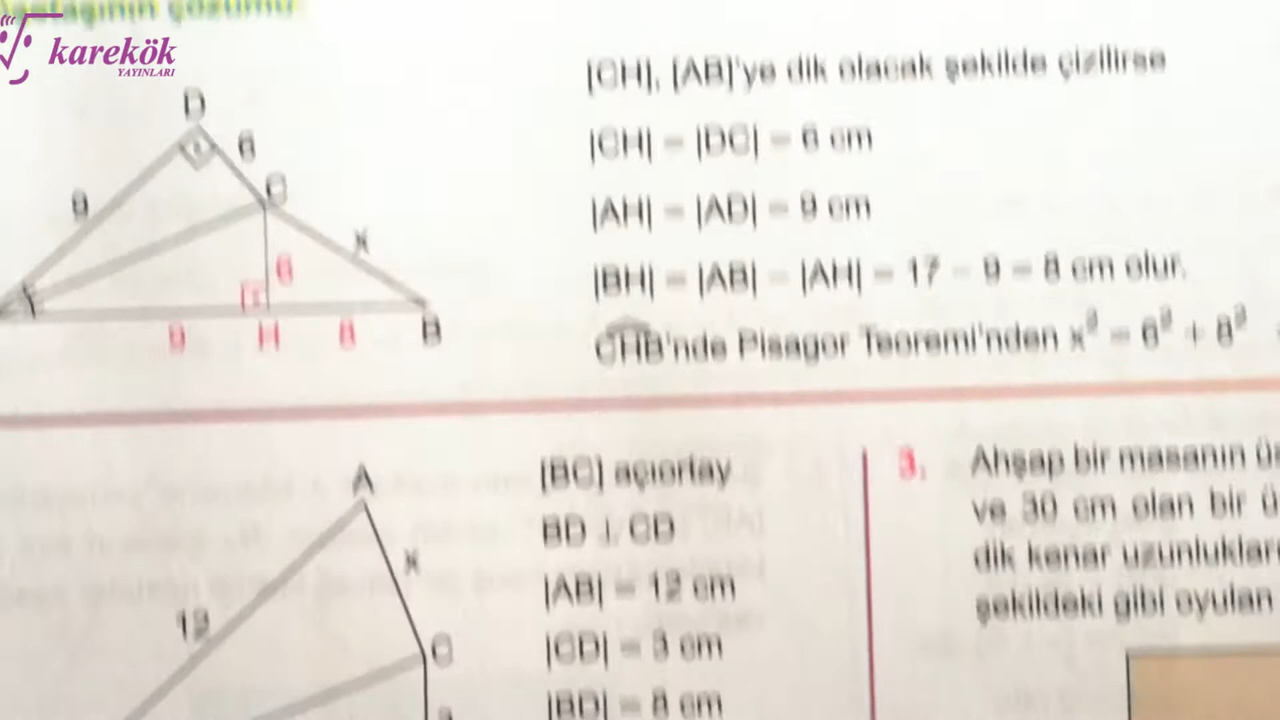 çözümü
karekök
YAYINLARI
[CH], [AB]'ye dik olacak şekilde çizilirse
|CH| = |DC| = 6 cm
|AH| = |AD| = 9 cm
|BH| = |AB| - |AH| = 17 - 9 = 8 cm olur.
CHB'nde Pisagor Teoremi'nden x² = 6² + 8²
D
9
6
C
x
6
9
H
8
B
A
x
12
C
[BC] açıortay
BD ⊥ CD
|AB| = 12 cm
|CD| = 3 cm
|BD| = 8 cm
3. Ahşap bir masanın
ve 30 cm olan bir
dik kenar
şekildeki gibi oyulan